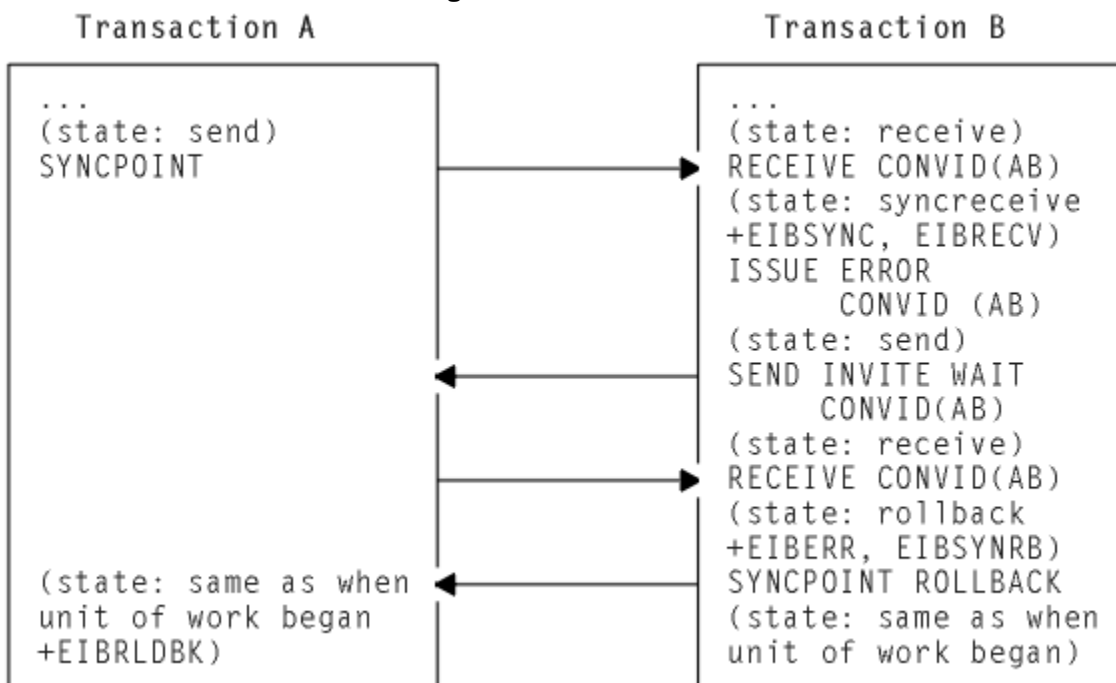 Transaction A
Transaction B
...
(state: send)
SYNCPOINT
(state: same as when
unit of work began
+EIBRLDBK)
...
(state: receive)
RECEIVE CONVID(AB)
(state: syncreceive
+EIBSYNC, EIBRECV)
ISSUE ERROR
CONVID (AB)
(state: send)
SEND INVITE WAIT
CONVID(AB)
(state: receive)
RECEIVE CONVID(AB)
(state: rollback
+EIBERR, EIBSYNRB)
SYNCPOINT ROLLBACK
(state: same as when
unit of work began)